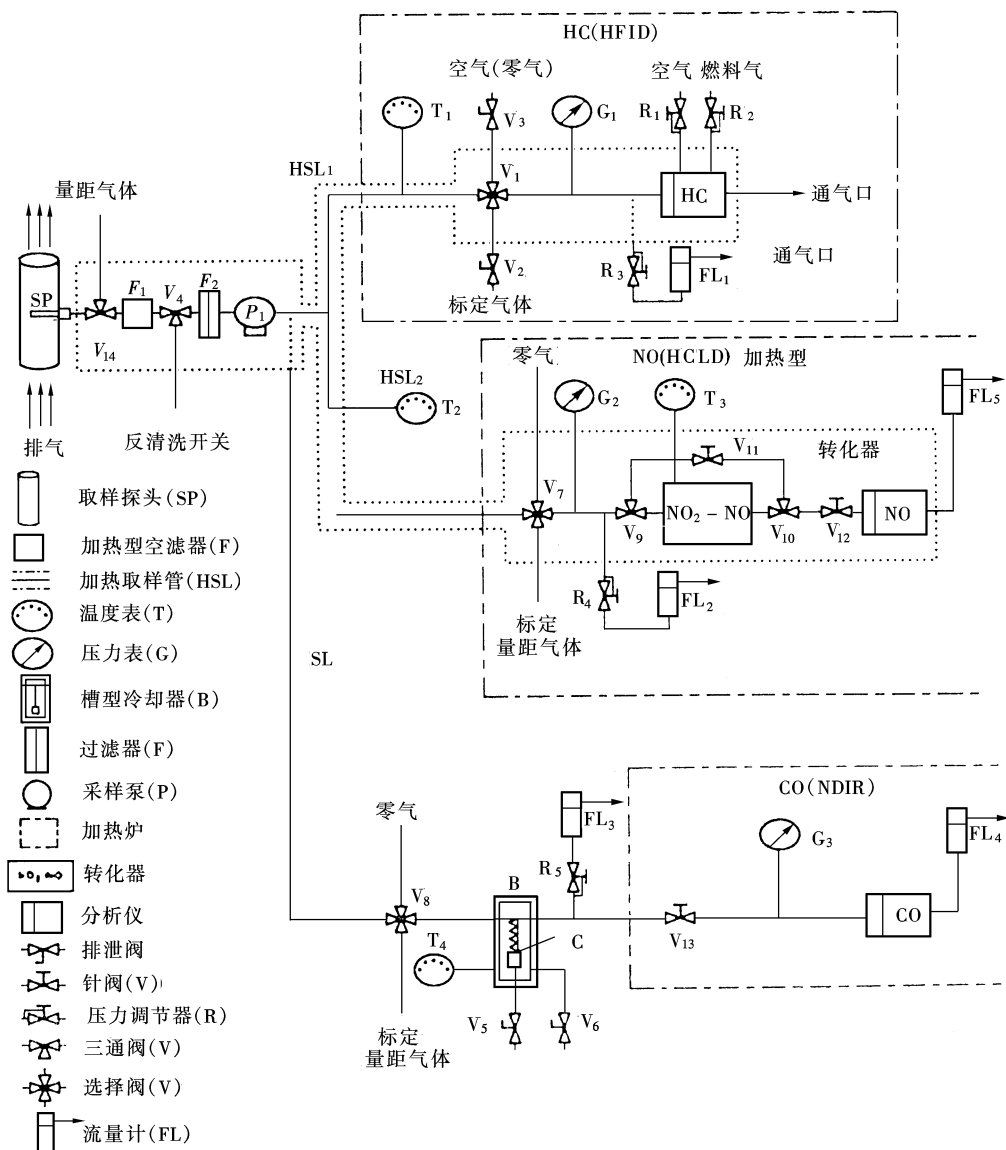 HC(HFID)
空气(零气)
空气 燃料气
T1
V3
G1
R1
R2
HSL1
V1
HC
通气口
量距气体
V2
R3
FL1
通气口
标定气体
SP
F1
V4
F2
P1
V14
零气
NO(HCLD) 加热型
HSL2
T2
G2
T3
FL5
排气
反清洗开关
V11
转化器
V7
V9
NO2－NO
V10
V12
NO
R4
FL2
标定
量距气体
SL
取样探头(SP)
加热型空滤器(F)
加热取样管(HSL)
温度表(T)
压力表(G)
槽型冷却器(B)
过滤器(F)
采样泵(P)
加热炉
转化器
分析仪
排泄阀
针阀(V)
压力调节器(R)
三通阀(V)
选择阀(V)
流量计(FL)
CO(NDIR)
零气
FL3
G3
FL4
R5
V8
B
C
V13
CO
T4
V5
V6
标定
量距气体